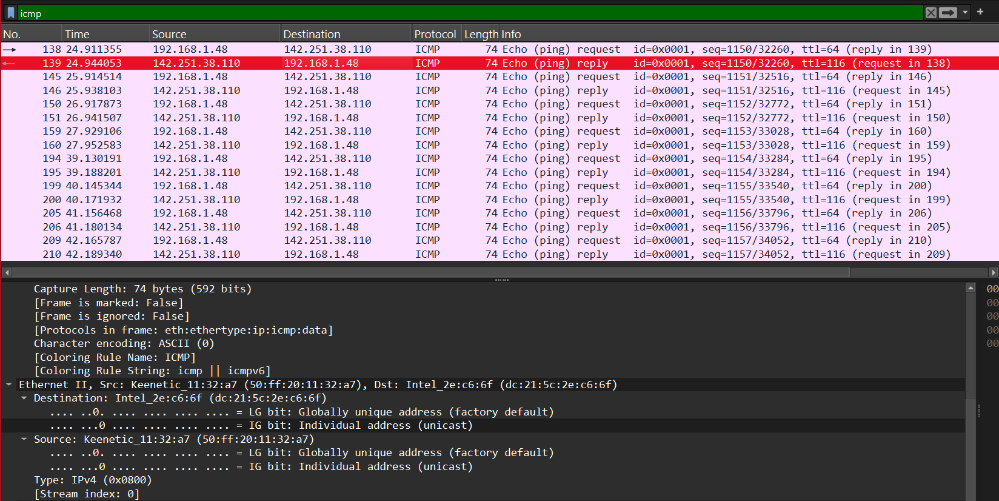 icmp
No. Time Source Destination Protocol Length Info
138 24.911355 192.168.1.48 142.251.38.110 ICMP 74 Echo (ping) request id=0x0001, seq=1150/32260, ttl=64 (reply in 139)
139 24.944053 142.251.38.110 192.168.1.48 ICMP 74 Echo (ping) reply id=0x0001, seq=1150/32260, ttl=116 (request in 138)
145 25.914514 192.168.1.48 142.251.38.110 ICMP 74 Echo (ping) request id=0x0001, seq=1151/32516, ttl=64 (reply in 146)
146 25.938103 142.251.38.110 192.168.1.48 ICMP 74 Echo (ping) reply id=0x0001, seq=1151/32516, ttl=116 (request in 145)
150 26.917873 192.168.1.48 142.251.38.110 ICMP 74 Echo (ping) request id=0x0001, seq=1152/32772, ttl=64 (reply in 151)
151 26.941507 142.251.38.110 192.168.1.48 ICMP 74 Echo (ping) reply id=0x0001, seq=1152/32772, ttl=116 (request in 150)
159 27.929106 192.168.1.48 142.251.38.110 ICMP 74 Echo (ping) request id=0x0001, seq=1153/33028, ttl=64 (reply in 160)
160 27.952583 142.251.38.110 192.168.1.48 ICMP 74 Echo (ping) reply id=0x0001, seq=1153/33028, ttl=116 (request in 159)
194 39.130191 192.168.1.48 142.251.38.110 ICMP 74 Echo (ping) request id=0x0001, seq=1154/33284, ttl=64 (reply in 195)
195 39.188201 142.251.38.110 192.168.1.48 ICMP 74 Echo (ping) reply id=0x0001, seq=1154/33284, ttl=116 (request in 194)
199 40.145344 192.168.1.48 142.251.38.110 ICMP 74 Echo (ping) request id=0x0001, seq=1155/33540, ttl=64 (reply in 200)
200 40.171932 142.251.38.110 192.168.1.48 ICMP 74 Echo (ping) reply id=0x0001, seq=1155/33540, ttl=116 (request in 199)
205 41.156468 192.168.1.48 142.251.38.110 ICMP 74 Echo (ping) request id=0x0001, seq=1156/33796, ttl=64 (reply in 206)
206 41.180134 142.251.38.110 192.168.1.48 ICMP 74 Echo (ping) reply id=0x0001, seq=1156/33796, ttl=116 (request in 205)
209 42.165787 192.168.1.48 142.251.38.110 ICMP 74 Echo (ping) request id=0x0001, seq=1157/34052, ttl=64 (reply in 210)
210 42.189340 142.251.38.110 192.168.1.48 ICMP 74 Echo (ping) reply id=0x0001, seq=1157/34052, ttl=116 (request in 209)
Capture Length: 74 bytes (592 bits) 00
[Frame is marked: False] 00
[Frame is ignored: False] 00
[Protocols in frame: eth:ethertype:ip:icmp:data] 00
Character encoding: ASCII (0) 00
[Coloring Rule Name: ICMP]
[Coloring Rule String: icmp || icmpv6]
Ethernet II, Src: Keenetic_11:32:a7 (50:ff:20:11:32:a7), Dst: Intel_2e:c6:6f (dc:21:5c:2e:c6:6f)
Destination: Intel_2e:c6:6f (dc:21:5c:2e:c6:6f)
.... ..0. .... .... .... .... = LG bit: Globally unique address (factory default)
.... ...0 .... .... .... .... = IG bit: Individual address (unicast)
Source: Keenetic_11:32:a7 (50:ff:20:11:32:a7)
.... ..0. .... .... .... .... = LG bit: Globally unique address (factory default)
.... ...0 .... .... .... .... = IG bit: Individual address (unicast)
Type: IPv4 (0x0800)
[Stream index: 0]